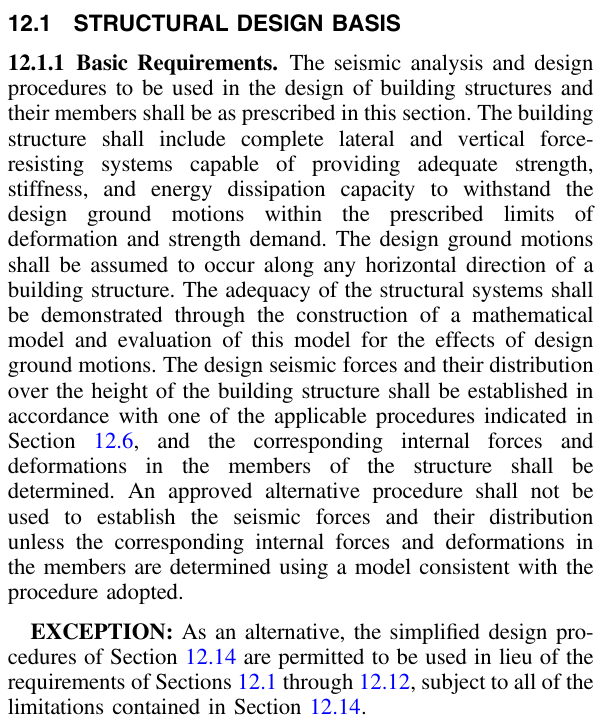 12.1 STRUCTURAL DESIGN BASIS
12.1.1 Basic Requirements. The seismic analysis and design
procedures to be used in the design of building structures and
their members shall be as prescribed in this section. The building
structure shall include complete lateral and vertical force-
resisting systems capable of providing adequate strength,
stiffness, and energy dissipation capacity to withstand the
design ground motions within the prescribed limits of
deformation and strength demand. The design ground motions
shall be assumed to occur along any horizontal direction of a
building structure. The adequacy of the structural systems shall
be demonstrated through the construction of a mathematical
model and evaluation of this model for the effects of design
ground motions. The design seismic forces and their distribution
over the height of the building structure shall be established in
accordance with one of the applicable procedures indicated in
Section 12.6, and the corresponding internal forces and
deformations in the members of the structure shall be
determined. An approved alternative procedure shall not be
used to establish the seismic forces and their distribution
unless the corresponding internal forces and deformations in
the members are determined using a model consistent with the
procedure adopted.
EXCEPTION: As an alternative, the simplified design pro-
cedures of Section 12.14 are permitted to be used in lieu of the
requirements of Sections 12.1 through 12.12, subject to all of the
limitations contained in Section 12.14.